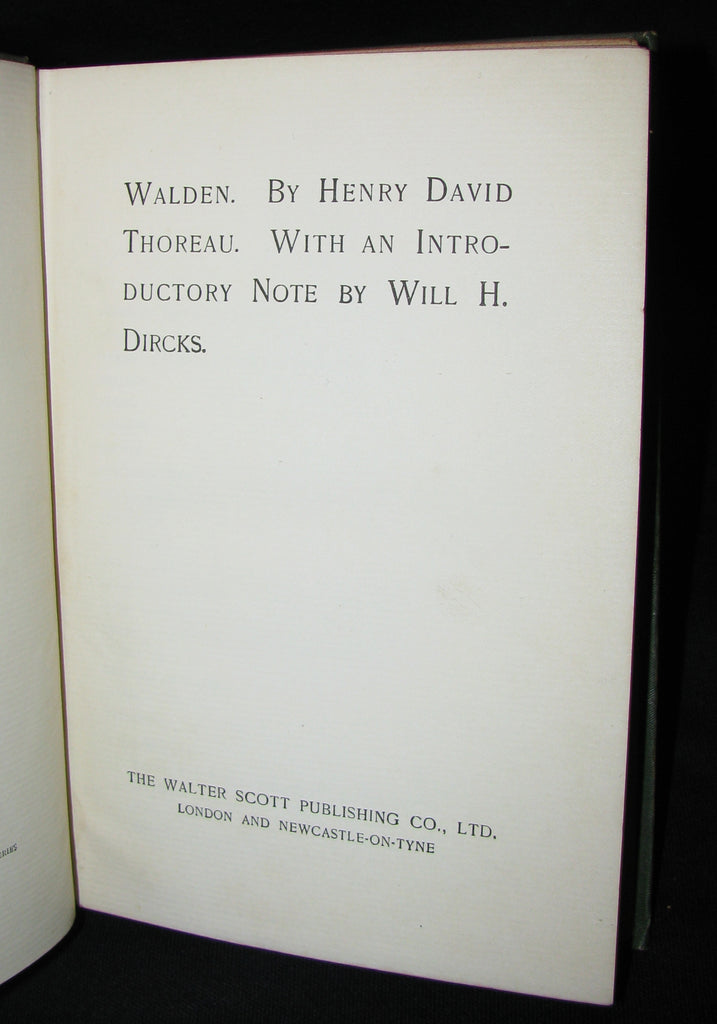 WALDEN. BY HENRY DAVID
THOREAU. WITH AN INTRO-
DUCTORY NOTE BY WILL H.
DIRCKS.
THE WALTER SCOTT PUBLISHING CO., LTD.
LONDON AND NEWCASTLE-ON-TYNE